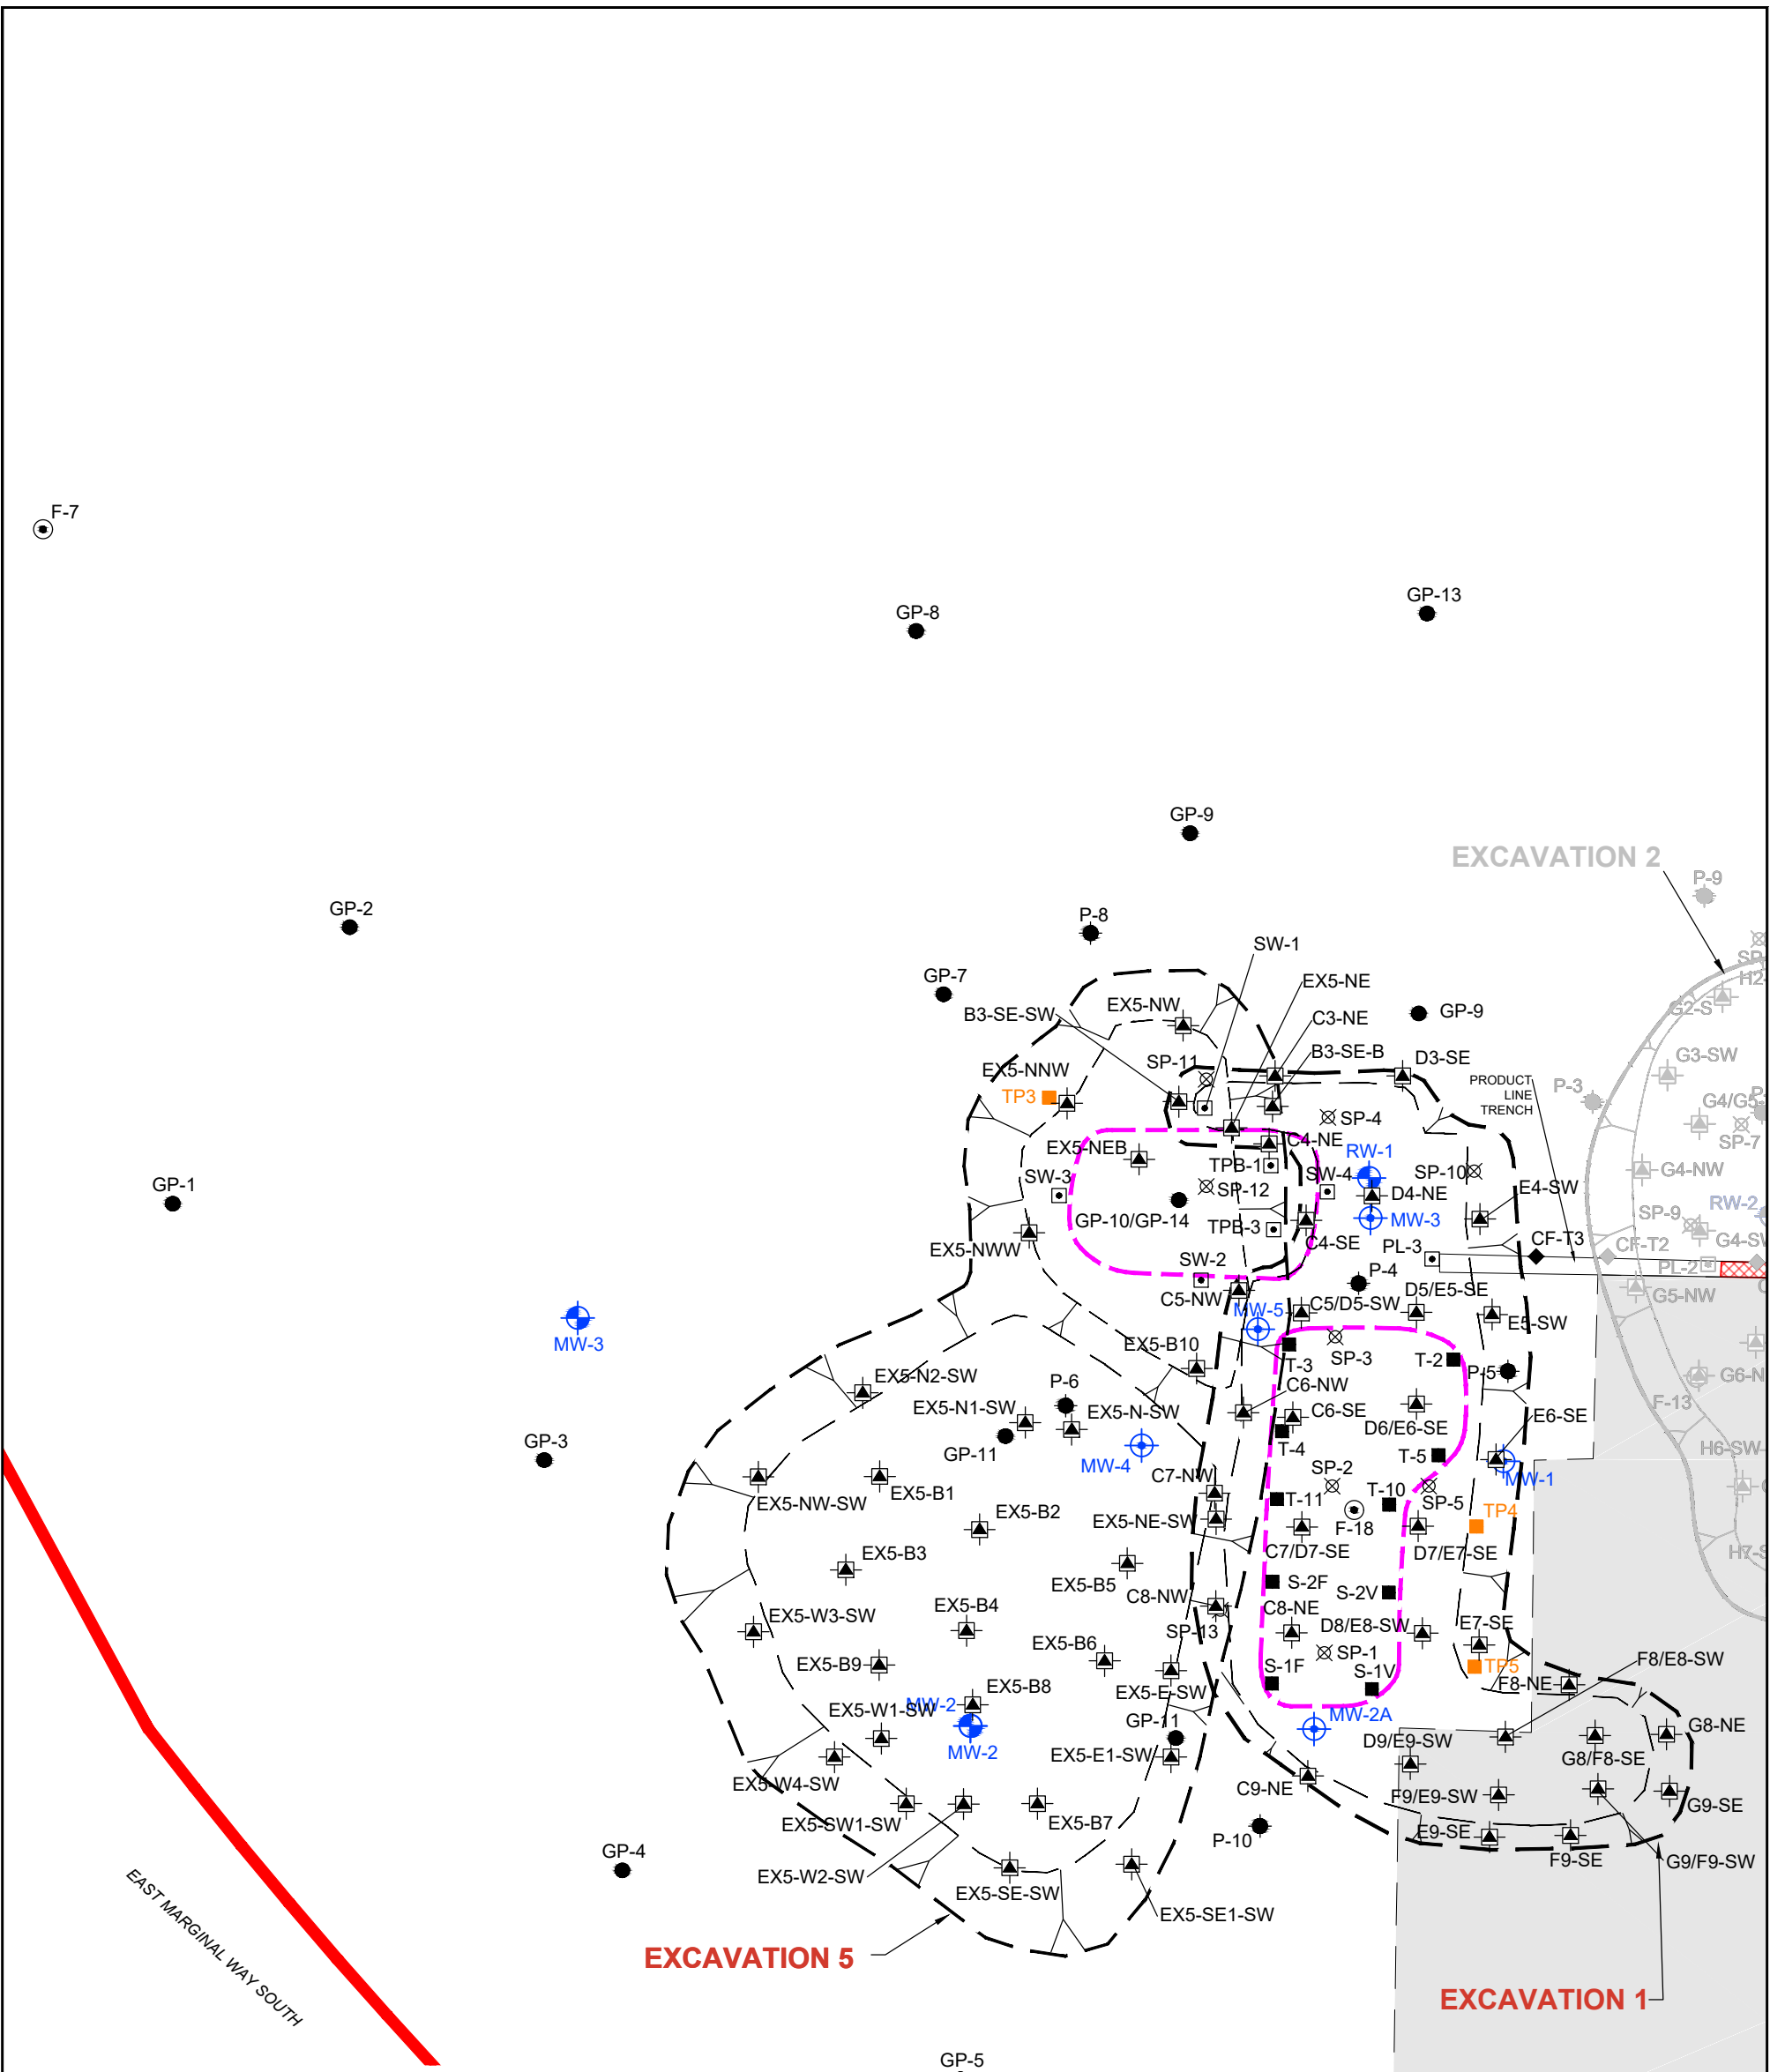 F-7
GP-8
GP-13
GP-9
EXCAVATION 2
P-9
GP-2
P-8
SW-1
GP-7
EX5-NE
H2-
EX5-NW
B3-SE-SW
C3-NE
GP-9
G2-S
B3-SE-B
D3-SE
G3-SW
SP-11
EX5-NNW
PRODUCT
LINE
TRENCH
P-3
TP3
G4/G5-
SP-4
SP-7
C4-NE
EX5-NEB
RW-1
TPB-1
SW-4
SP-10
G4-NW
SW-3
SP-12
D4-NE
E4-SW
GP-1
RW-2
SP-9
GP-10/GP-14
TPB-3
MW-3
G4-SW
EX5-NWW
C4-SE
PL-3
CF-T3
CF-T2
SW-2
P-4
PL-2
C5-NW
D5/E5-SE
G5-NW
MW-5
C5/D5-SW
E5-SW
MW-3
EX5-B10
SP-3
T-2
T-3
P-5
G6-N
EX5-N2-SW
P-6
C6-NW
F-13
EX5-N1-SW
EX5-N-SW
C6-SE
E6-SE
D6/E6-SE
GP-3
GP-11
T-4
T-5
H6-SW
MW-4
C7-NW
SP-2
MW-1
EX5-NW-SW
EX5-B1
T-11
T-10
SP-5
EX5-B2
EX5-NE-SW
F-18
TP4
C7/D7-SE
D7/E7-SE
H7-S
EX5-B3
EX5-B5
S-2F
S-2V
C8-NW
EX5-B4
C8-NE
EX5-W3-SW
SP-13
D8/E8-SW
E7-SE
EX5-B6
SP-1
F8/E8-SW
EX5-B9
S-1F
S-1V
TP5
EX5-E-SW
F8-NE
EX5-B8
MW-2
EX5-W1-SW
GP-11
MW-2A
G8-NE
MW-2
EX5-E1-SW
D9/E9-SW
G8/F8-SE
EX5-W4-SW
C9-NE
F9/E9-SW
G9-SE
EX5-SW1-SW
EX5-B7
P-10
E9-SE
GP-4
F9-SE
G9/F9-SW
EX5-W2-SW
EX5-SE-SW
EX5-SE1-SW
EAST MARGINAL WAY SOUTH
EXCAVATION 5
EXCAVATION 1
GP-5